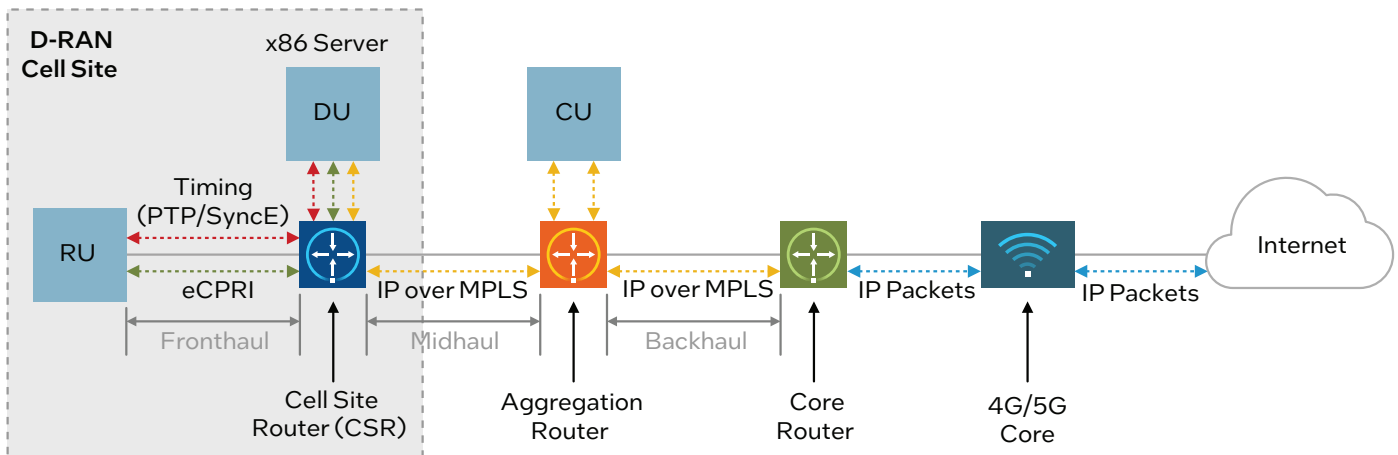 D-RAN
Cell Site
x86 Server
DU
CU
Timing
(PTP/SyncE)
RU
eCPRI
IP over MPLS
IP over MPLS
IP Packets
IP Packets
Internet
Fronthaul
Midhaul
Backhaul
Cell Site
Router (CSR)
Aggregation
Router
Core
Router
4G/5G
Core